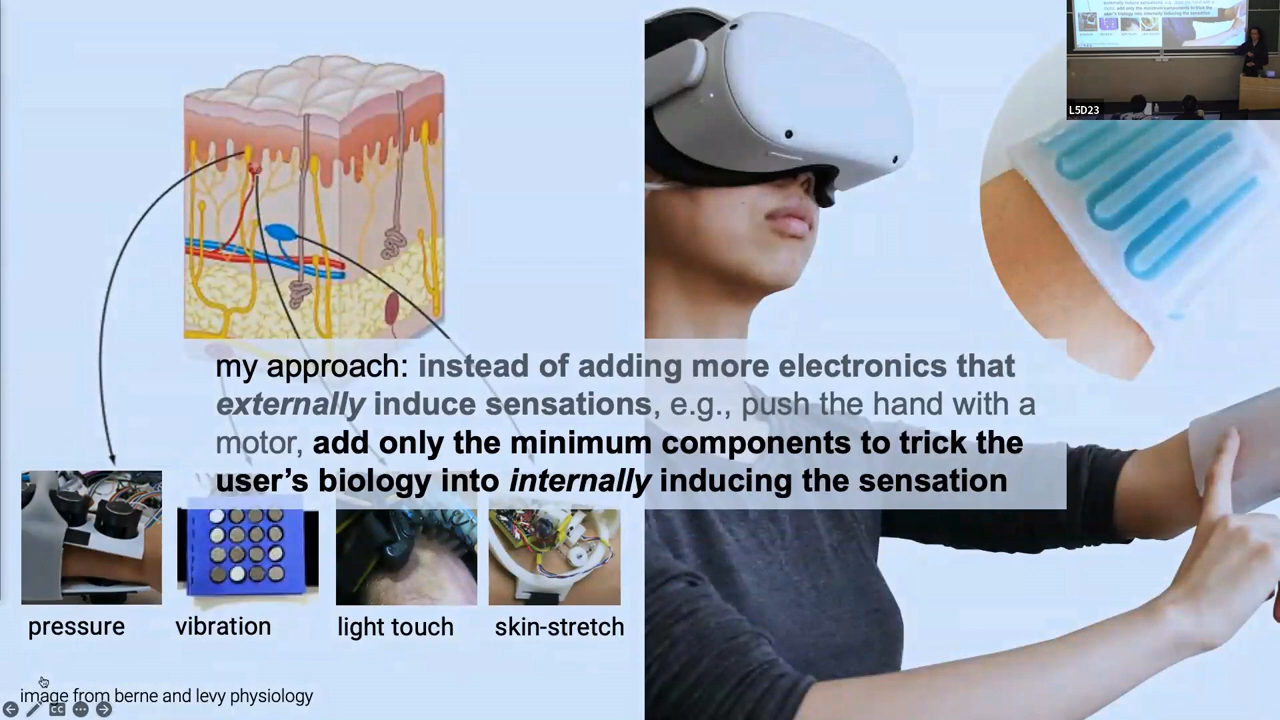 L5D23
my approach: instead of adding more electronics that
externally induce sensations, e.g., push the hand with a
motor, add only the minimum components to trick the
user's biology into internally inducing the sensation
pressure
vibration
light touch
skin-stretch
image from berne and levy physiology
CC